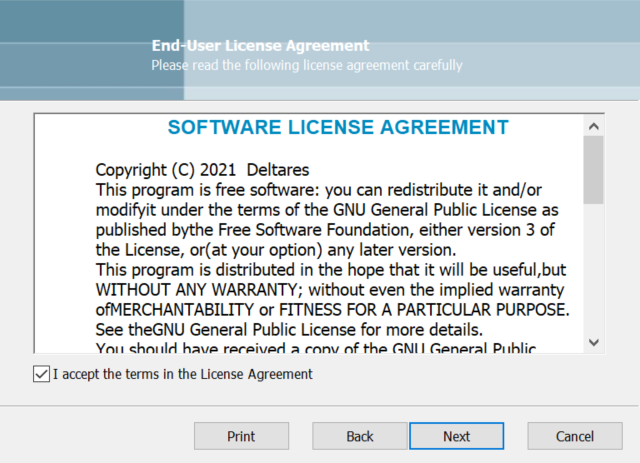 End-User License Agreement
Please read the following license agreement carefully
SOFTWARE LICENSE AGREEMENT
Copyright (C) 2021  Deltares
This program is free software: you can redistribute it and/or
modifyit under the terms of the GNU General Public License as
published bythe Free Software Foundation, either version 3 of
the License, or(at your option) any later version.
This program is distributed in the hope that it will be useful,but
WITHOUT ANY WARRANTY; without even the implied warranty
ofMERCHANTABILITY or FITNESS FOR A PARTICULAR PURPOSE.
See theGNU General Public License for more details.
You should have received a copy of the GNU General Public
I accept the terms in the License Agreement
Print
Back
Next
Cancel